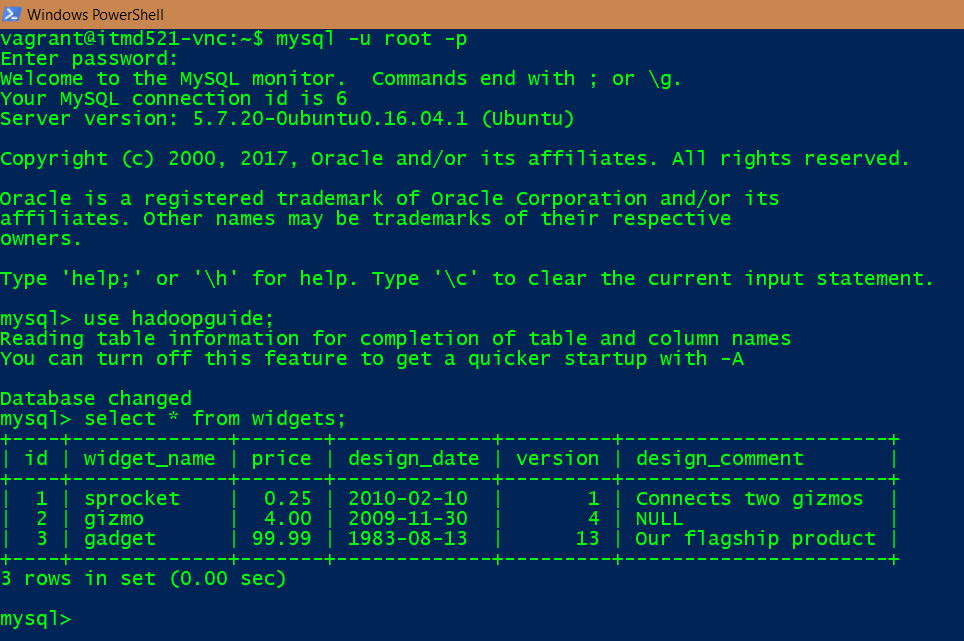 Windows PowerShell
vagrant@itmd521-vnc:~$ mysql -u root -p
Enter password:
Welcome to the MySQL monitor.  Commands end with ; or \g.
Your MySQL connection id is 6
Server version: 5.7.20-0ubuntu0.16.04.1 (Ubuntu)

Copyright (c) 2000, 2017, Oracle and/or its affiliates. All rights reserved.

Oracle is a registered trademark of Oracle Corporation and/or its
affiliates. Other names may be trademarks of their respective
owners.

Type 'help;' or '\h' for help. Type '\c' to clear the current input statement.

mysql> use hadoopguide;
Reading table information for completion of table and column names
You can turn off this feature to get a quicker startup with -A

Database changed
mysql> select * from widgets;
+----+-------------+-------+-------------+---------+----------------------+
| id | widget_name | price | design_date | version | design_comment       |
+----+-------------+-------+-------------+---------+----------------------+
|  1 | sprocket    |  0.25 | 2010-02-10  |       1 | Connects two gizmos  |
|  2 | gizmo       |  4.00 | 2009-11-30  |       4 | NULL                 |
|  3 | gadget      | 99.99 | 1983-08-13  |      13 | Our flagship product |
+----+-------------+-------+-------------+---------+----------------------+
3 rows in set (0.00 sec)

mysql>